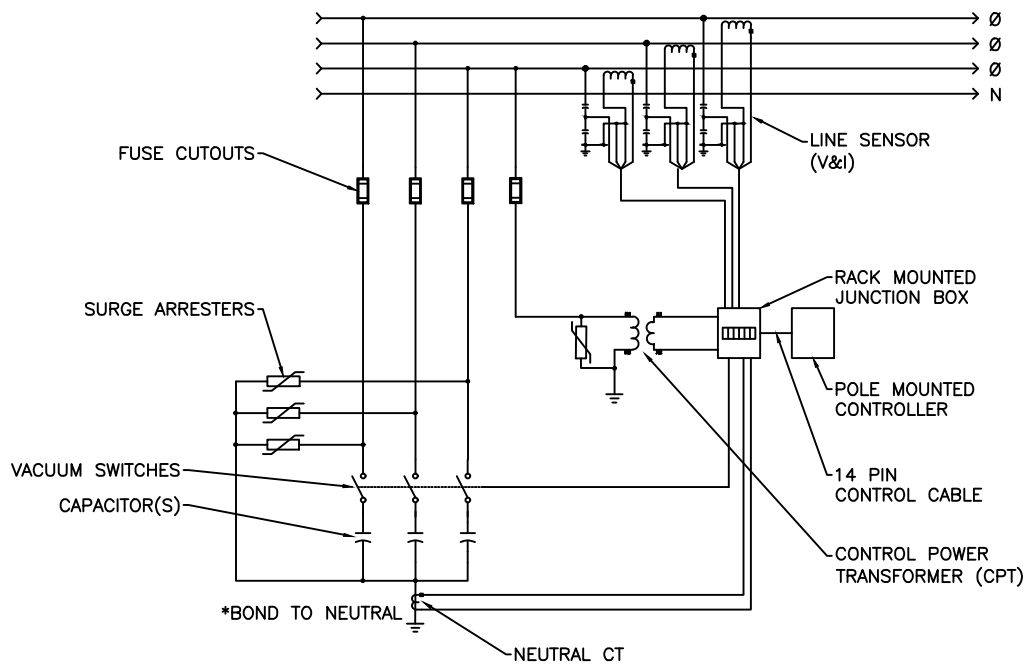 Ø
Ø
Ø
N
FUSE CUTOUTS
LINE SENSOR
(V&I)
SURGE ARRESTERS
RACK MOUNTED
JUNCTION BOX
POLE MOUNTED
CONTROLLER
VACUUM SWITCHES
14 PIN
CONTROL CABLE
CAPACITOR(S)
CONTROL POWER
TRANSFORMER (CPT)
*BOND TO NEUTRAL
NEUTRAL CT